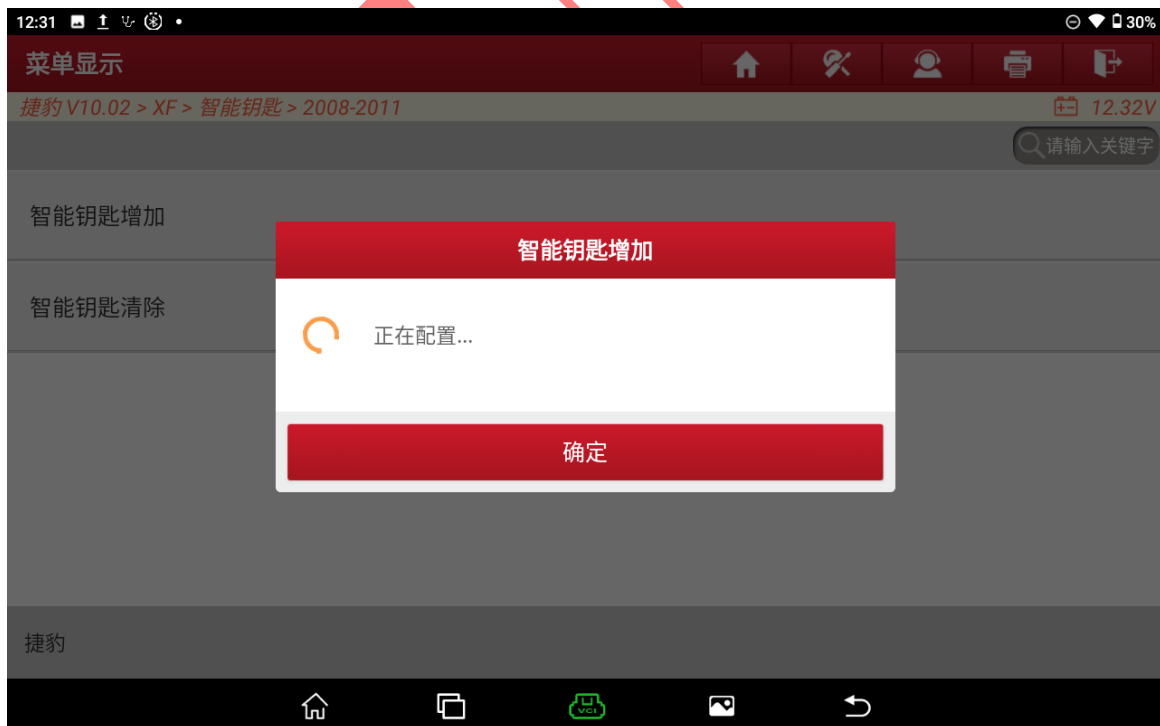 12:31
30%
菜单显示
捷豹 V10.02 > XF > 智能钥匙 > 2008-2011
12.32V
请输入关键字
智能钥匙增加
智能钥匙增加
智能钥匙清除
正在配置...
确定
捷豹
VCI